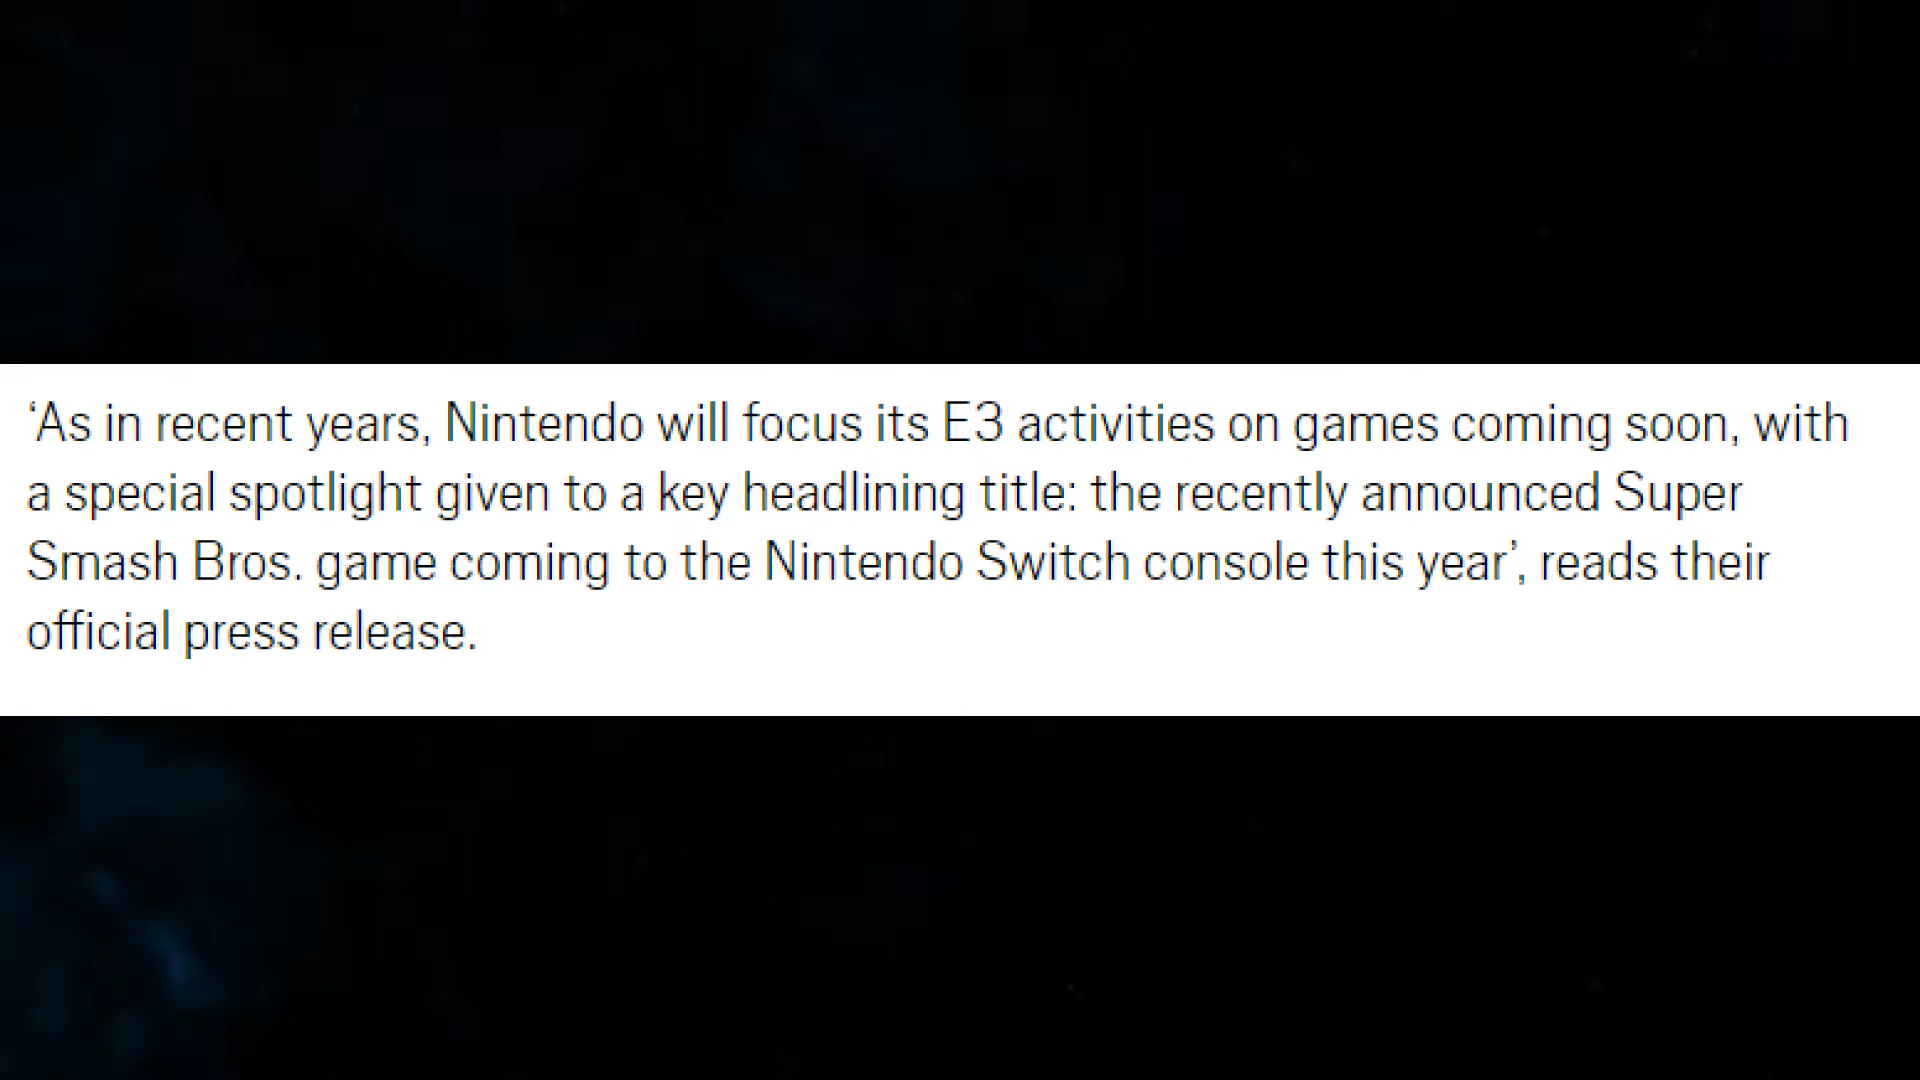 ‘As in recent years, Nintendo will focus its E3 activities on games coming soon, with
a special spotlight given to a key headlining title: the recently announced Super
Smash Bros. game coming to the Nintendo Switch console this year’, reads their
official press release.